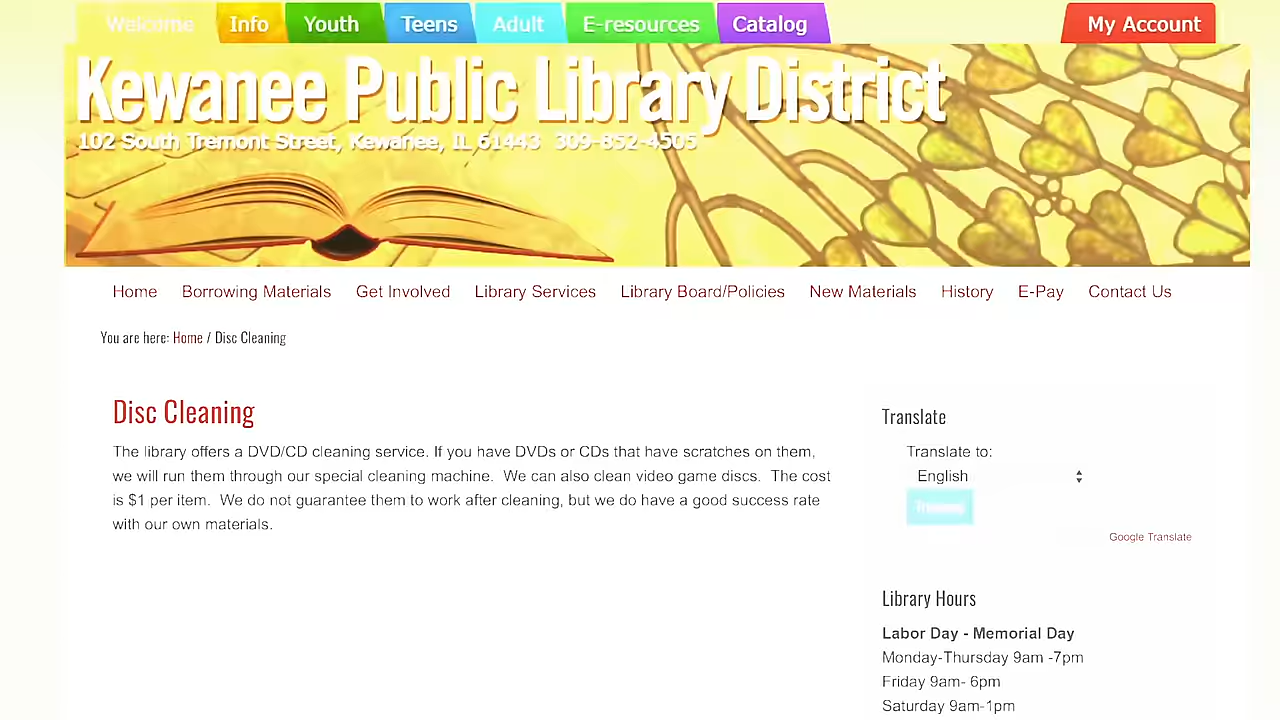 Welcome Info Youth Teens Adult E-resources Catalog My Account
Kewanee Public Library District
102 South Tremont Street, Kewanee, IL 61443 309-852-4505
Home Borrowing Materials Get Involved Library Services Library Board/Policies New Materials History E-Pay Contact Us
You are here: Home / Disc Cleaning
Disc Cleaning
The library offers a DVD/CD cleaning service. If you have DVDs or CDs that have scratches on them,
we will run them through our special cleaning machine. We can also clean video game discs. The cost
is $1 per item. We do not guarantee them to work after cleaning, but we do have a good success rate
with our own materials.
Translate
Translate to:
English
Translate
Google Translate
Library Hours
Labor Day - Memorial Day
Monday-Thursday 9am -7pm
Friday 9am- 6pm
Saturday 9am-1pm